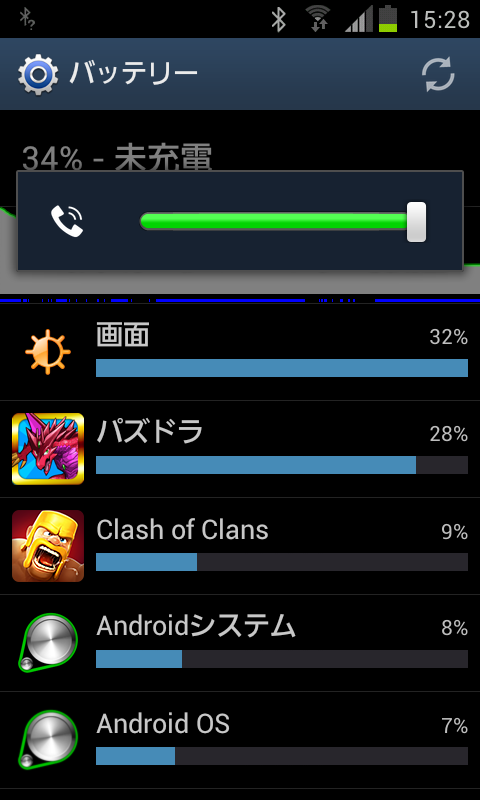 15:28
バッテリー
34% - 未充電
画面
32%
パズドラ
28%
Clash of Clans
9%
Androidシステム
8%
Android OS
7%